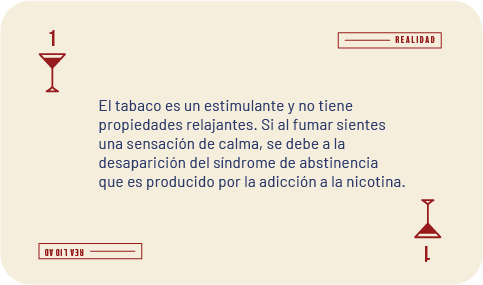 1
REALIDAD
El tabaco es un estimulante y no tiene
propiedades relajantes. Si al fumar sientes
una sensación de calma, se debe a la
desaparición del síndrome de abstinencia
que es producido por la adicción a la nicotina.
REALIDAD
1